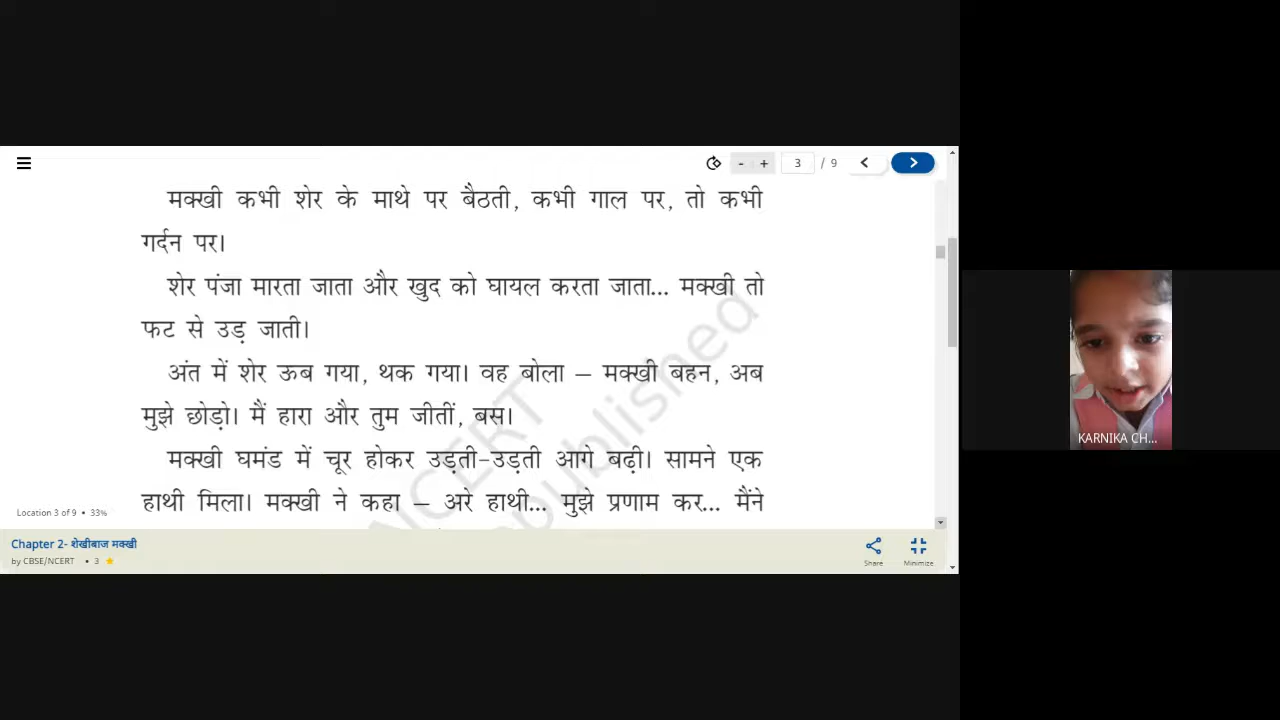 3 / 9
मक्खी कभी शेर के माथे पर बैठती, कभी गाल पर, तो कभी
गर्दन पर।
शेर पंजा मारता जाता और खुद को घायल करता जाता... मक्खी तो
फट से उड़ जाती।
अंत में शेर ऊब गया, थक गया। वह बोला – मक्खी बहन, अब
मुझे छोड़ो। मैं हारा और तुम जीतीं, बस।
मक्खी घमंड में चूर होकर उड़ती-उड़ती आगे बढ़ी। सामने एक
हाथी मिला। मक्खी ने कहा – अरे हाथी... मुझे प्रणाम कर... मैंने
NCERT
published
Location 3 of 9 • 33%
Chapter 2- शेखीबाज मक्खी
by CBSE/NCERT • 3
Share
Minimize
KARNIKA CH...